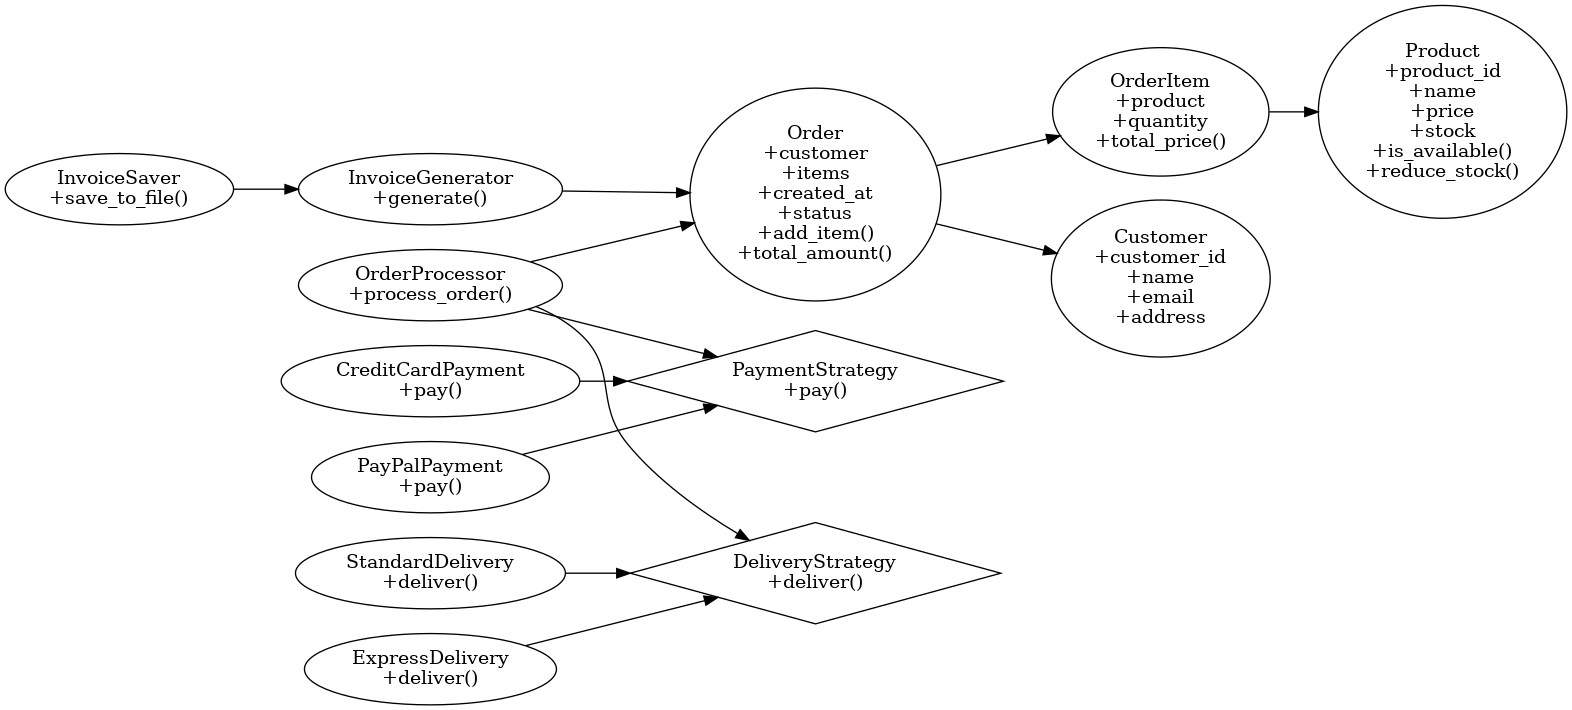 InvoiceSaver
+save_to_file()
InvoiceGenerator
+generate()
OrderProcessor
+process_order()
CreditCardPayment
+pay()
PayPalPayment
+pay()
StandardDelivery
+deliver()
ExpressDelivery
+deliver()
Order
+customer
+items
+created_at
+status
+add_item()
+total_amount()
PaymentStrategy
+pay()
DeliveryStrategy
+deliver()
OrderItem
+product
+quantity
+total_price()
Customer
+customer_id
+name
+email
+address
Product
+product_id
+name
+price
+stock
+is_available()
+reduce_stock()